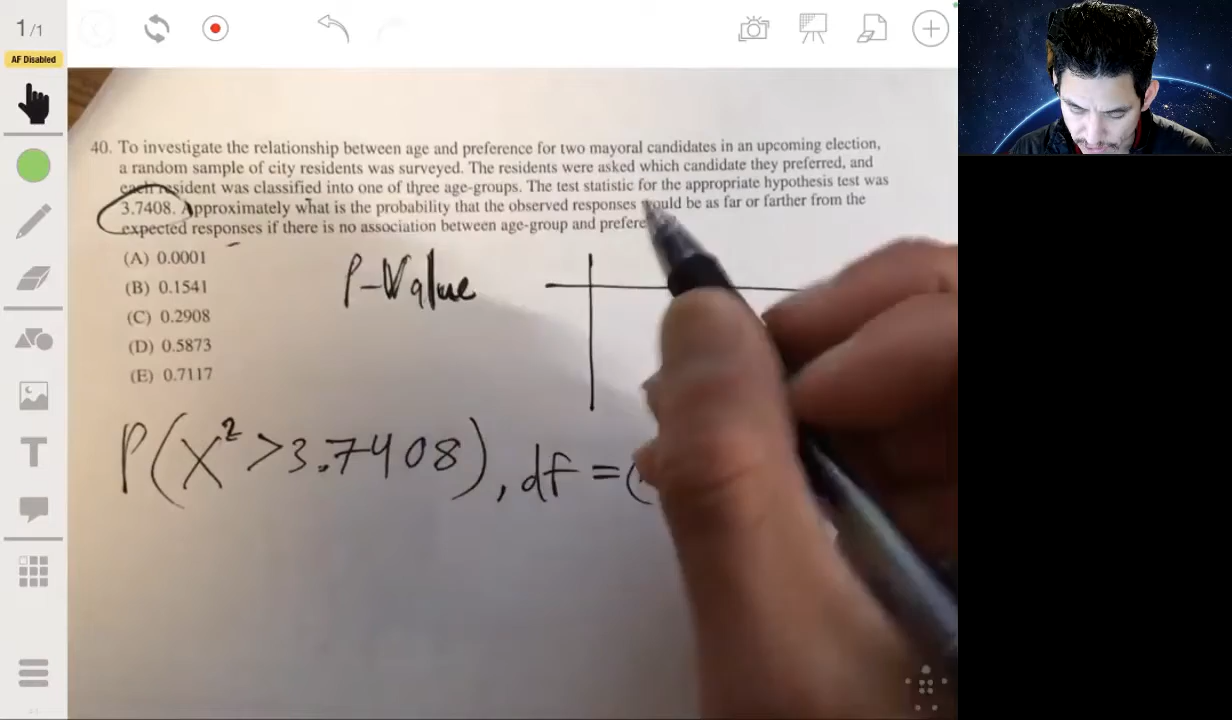 1/1
AF Disabled
40. To investigate the relationship between age and preference for two mayoral candidates in an upcoming election,
a random sample of city residents was surveyed. The residents were asked which candidate they preferred, and
each resident was classified into one of three age-groups. The test statistic for the appropriate hypothesis test was
3.7408. Approximately what is the probability that the observed responses would be as far or farther from the
expected responses if there is no association between age-group and
(A) 0.0001
(B) 0.1541
(C) 0.2908
(D) 0.5873
(E) 0.7117
P-Value
P(X²>3.7408), df=(
T